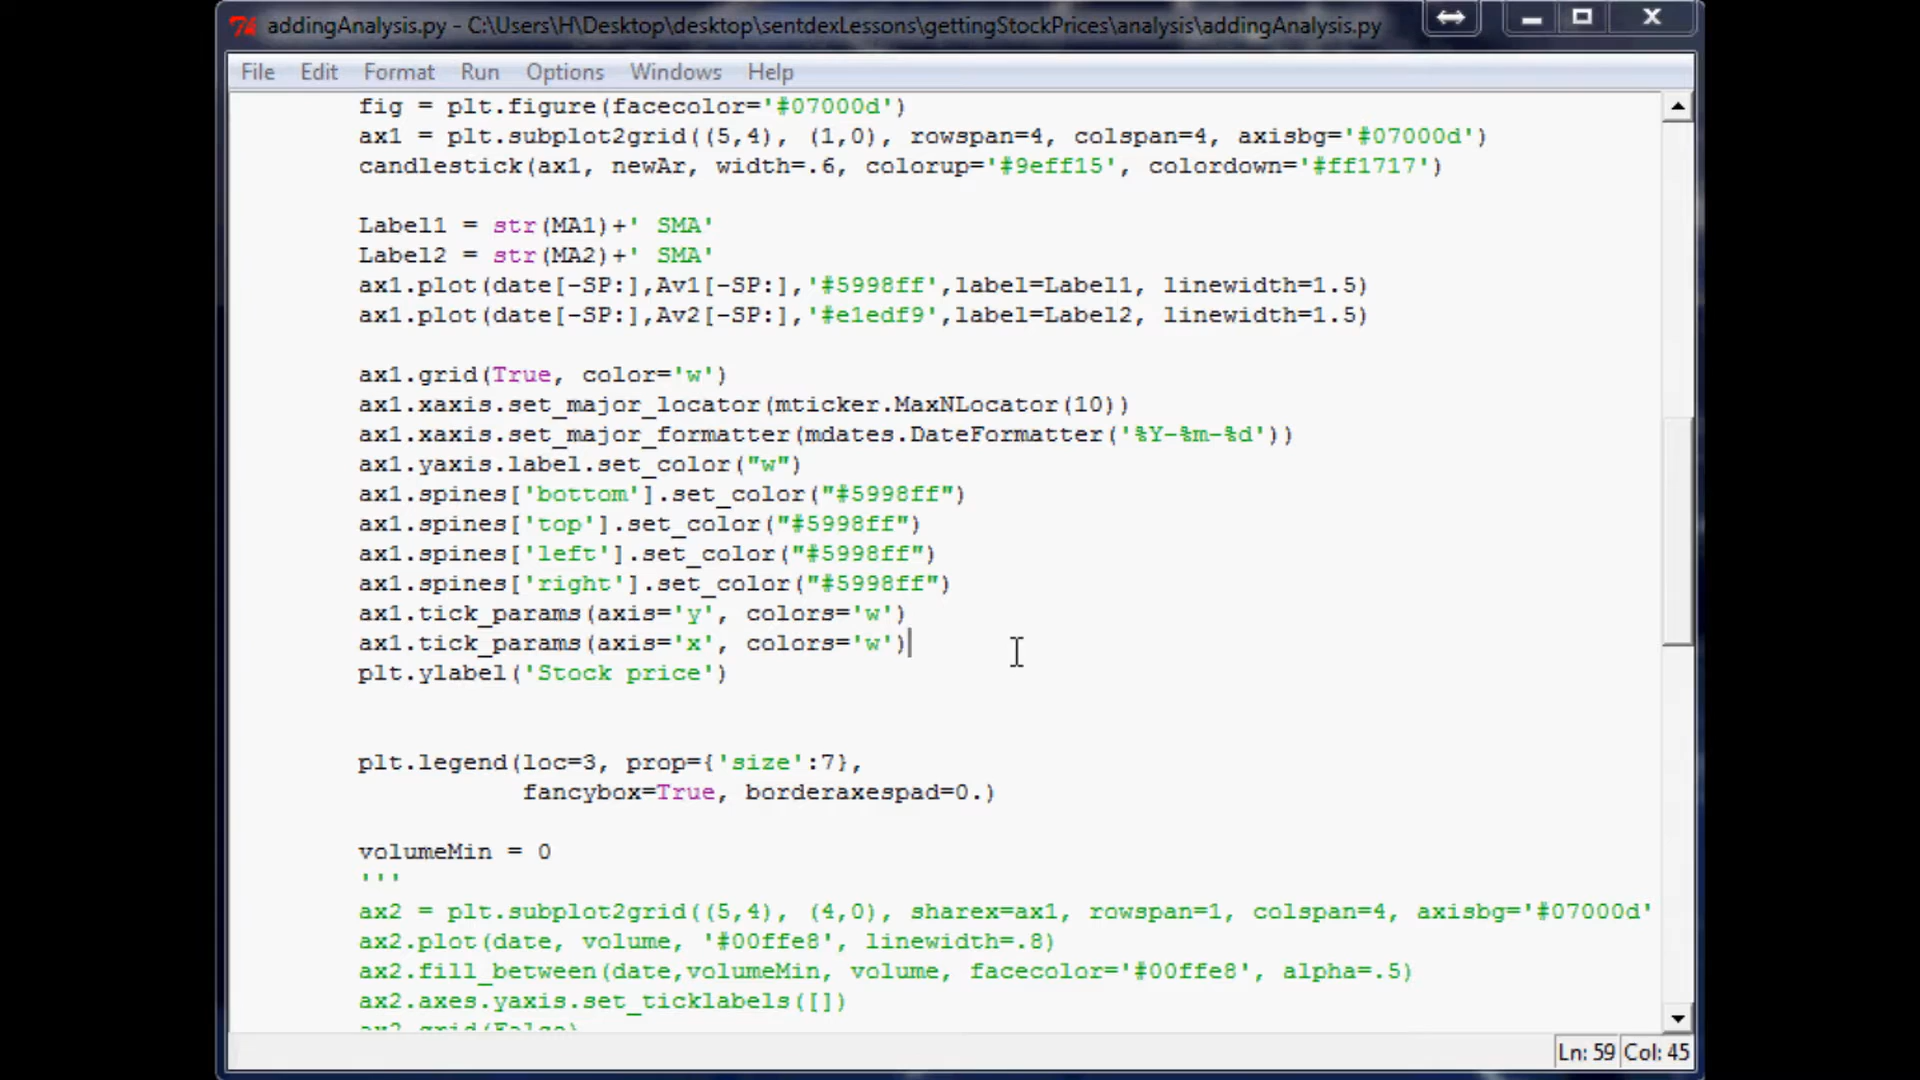 addingAnalysis.py - C:\Users\H\Desktop\desktop\sentdexLessons\gettingStockPrices\analysis\addingAnalysis.py
File Edit Format Run Options Windows Help
fig = plt.figure(facecolor='#07000d')
ax1 = plt.subplot2grid((5,4), (1,0), rowspan=4, colspan=4, axisbg='#07000d')
candlestick(ax1, newAr, width=.6, colorup='#9eff15', colordown='#ff1717')
Label1 = str(MA1)+' SMA'
Label2 = str(MA2)+' SMA'
ax1.plot(date[-SP:],Av1[-SP:],'#5998ff',label=Label1, linewidth=1.5)
ax1.plot(date[-SP:],Av2[-SP:],'#e1edf9',label=Label2, linewidth=1.5)
ax1.grid(True, color='w')
ax1.xaxis.set_major_locator(mticker.MaxNLocator(10))
ax1.xaxis.set_major_formatter(mdates.DateFormatter('%Y-%m-%d'))
ax1.yaxis.label.set_color("w")
ax1.spines['bottom'].set_color("#5998ff")
ax1.spines['top'].set_color("#5998ff")
ax1.spines['left'].set_color("#5998ff")
ax1.spines['right'].set_color("#5998ff")
ax1.tick_params(axis='y', colors='w')
ax1.tick_params(axis='x', colors='w')
plt.ylabel('Stock price')
plt.legend(loc=3, prop={'size':7},
fancybox=True, borderaxespad=0.)
volumeMin = 0
'''
ax2 = plt.subplot2grid((5,4), (4,0), sharex=ax1, rowspan=1, colspan=4, axisbg='#07000d'
ax2.plot(date, volume, '#00ffe8', linewidth=.8)
ax2.fill_between(date,volumeMin, volume, facecolor='#00ffe8', alpha=.5)
ax2.axes.yaxis.set_ticklabels([])
ax2.grid(False)
Ln: 59 Col: 45